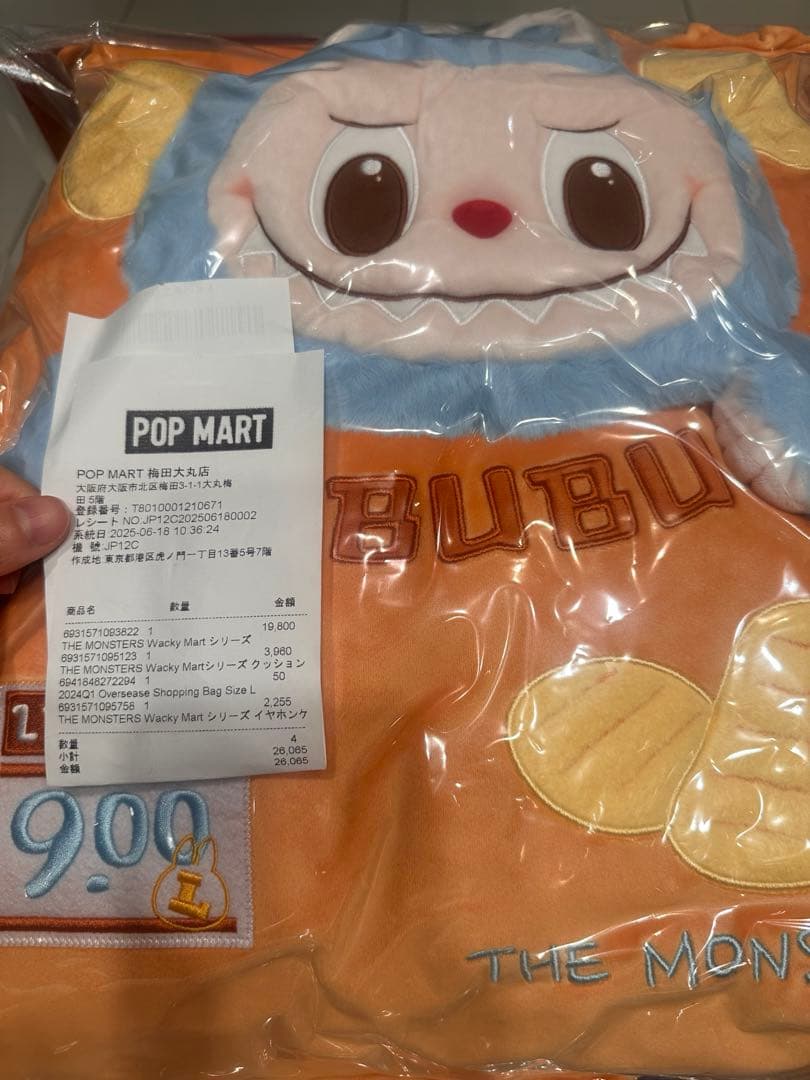 POP MART
POP MART 梅田大丸店
大阪府大阪市北区梅田3-1-1大丸梅
田 5階
登録番号：T8010001210671
レシート NO:JP12C202506180002
系統日:2025-06-18 10:36:24
機 號:JP12C
作成地:東京都港区虎ノ門一丁目13番5号7階
商品名 数量 金額
6931571093822 1 19,800
THE MONSTERS Wacky Mart シリーズ
6931571095123 1 3,960
THE MONSTERS Wacky Martシリーズ クッション
6941848272294 1 50
2024Q1 Oversease Shopping Bag Size L
6931571095758 1 2,255
THE MONSTERS Wacky Mart シリーズ イヤホンケ
数量 4
小計 26,065
金額 26,065
BUBU
9.00
L
THE MONS